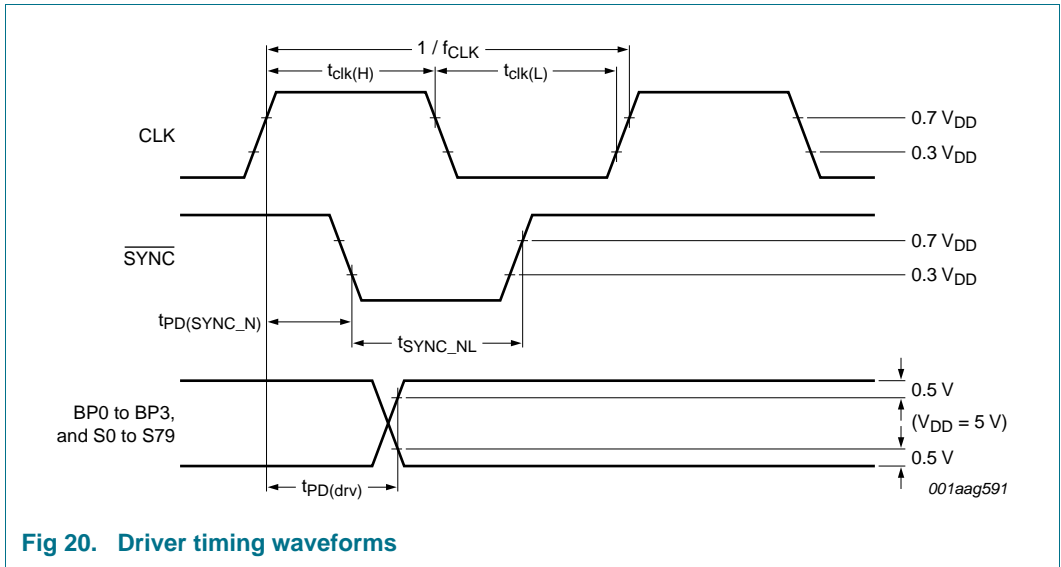 1 / fCLK
tclk(H)
tclk(L)
CLK
0.7 VDD
0.3 VDD
SYNC
0.7 VDD
0.3 VDD
tPD(SYNC_N)
tSYNC_NL
BP0 to BP3,
and S0 to S79
0.5 V
(VDD = 5 V)
0.5 V
tPD(drv)
001aag591
Fig 20. Driver timing waveforms